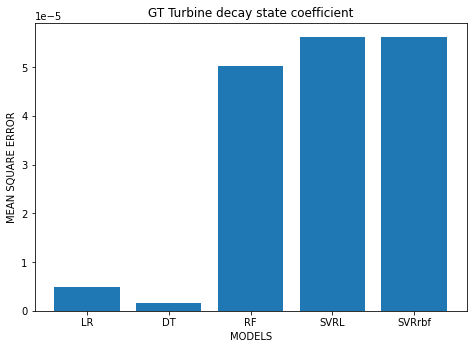 GT Turbine decay state coefficient
1e−5
5
4
3
2
1
0
MEAN SQUARE ERROR
LR DT RF SVRL SVRrbf
MODELS